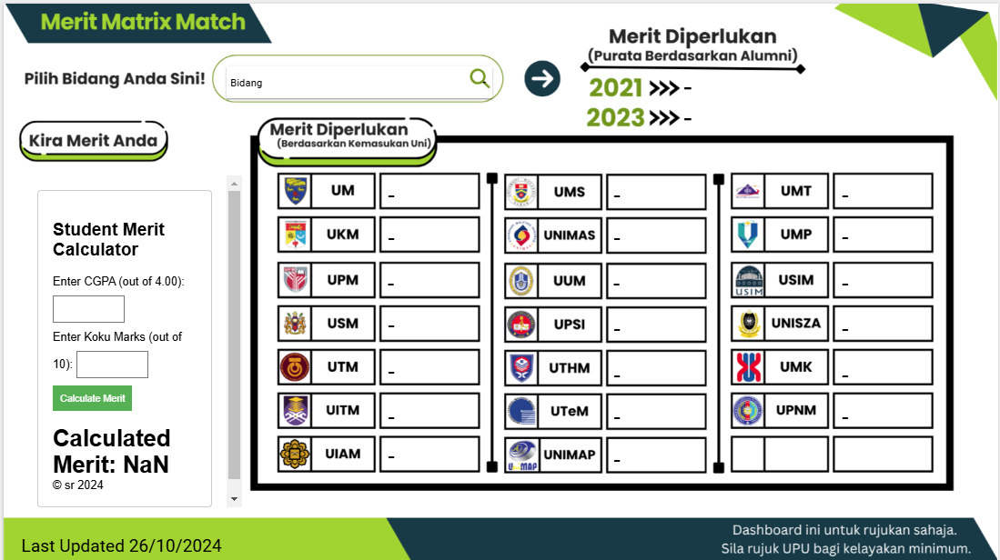 Merit Matrix Match
Pilih Bidang Anda Sini!
Bidang
Merit Diperlukan
(Purata Berdasarkan Alumni)
2021 -
2023 -
Kira Merit Anda
Student Merit
Calculator
Enter CGPA (out of 4.00):
Enter Koku Marks (out of
10):
Calculate Merit
Calculated
Merit: NaN
© sr 2024
Merit Diperlukan
(Berdasarkan Kemasukan Uni)
UM -
UKM -
UPM -
USM -
UTM -
UITM -
UIAM -
UMS -
UNIMAS -
UUM -
UPSI -
UTHM -
UTeM -
UNIMAP -
UMT -
UMP -
USIM -
UNISZA -
UMK -
UPNM -
Last Updated 26/10/2024
Dashboard ini untuk rujukan sahaja.
Sila rujuk UPU bagi kelayakan minimum.